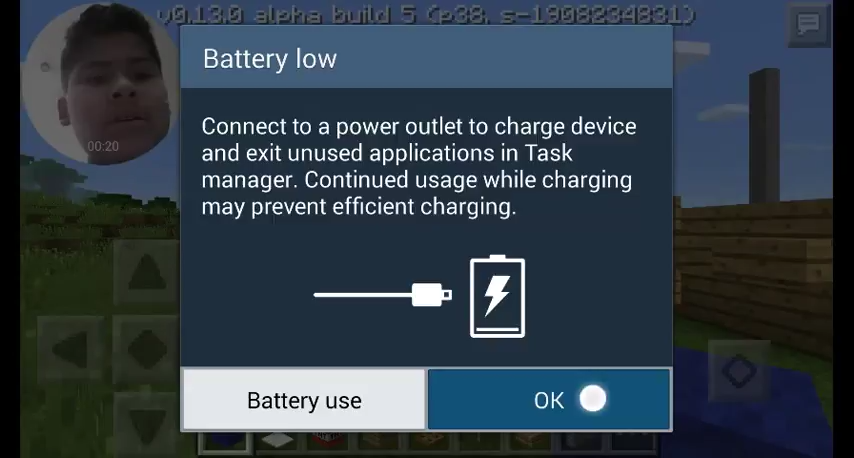 v0.13.0 alpha build 5 (p38, s-1908234831)
Battery low
00:20
Connect to a power outlet to charge device
and exit unused applications in Task
manager. Continued usage while charging
may prevent efficient charging.
Battery use
OK